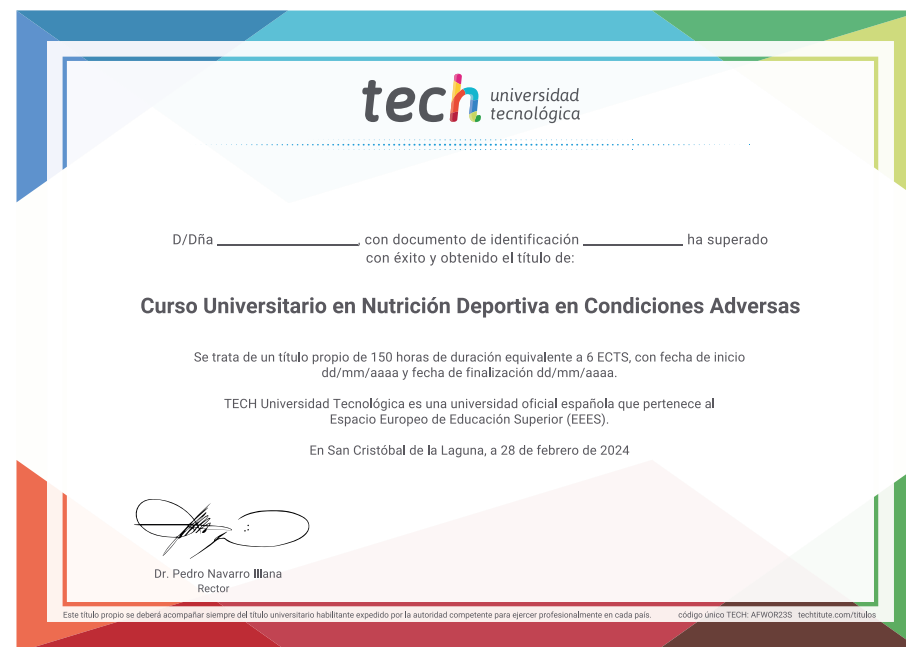 tech universidad
tecnológica
D/Dña ____________________, con documento de identificación ______________ ha superado
con éxito y obtenido el título de:
Curso Universitario en Nutrición Deportiva en Condiciones Adversas
Se trata de un título propio de 150 horas de duración equivalente a 6 ECTS, con fecha de inicio
dd/mm/aaaa y fecha de finalización dd/mm/aaaa.
TECH Universidad Tecnológica es una universidad oficial española que pertenece al
Espacio Europeo de Educación Superior (EEES).
En San Cristóbal de la Laguna, a 28 de febrero de 2024
Dr. Pedro Navarro Illana
Rector
Este título propio se deberá acompañar siempre del título universitario habilitante expedido por la autoridad competente para ejercer profesionalmente en cada país. código único TECH: AFWOR23S techtitute.com/titulos